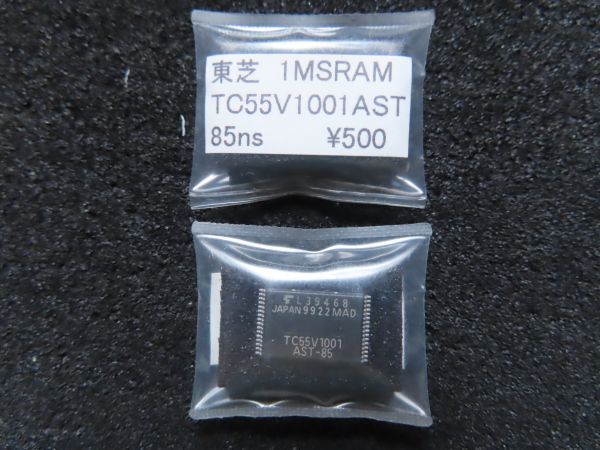 東芝 1MSRAM
TC55V1001AST
85ns ¥500
L39468
JAPAN 9922MAD
TC55V1001
AST-85